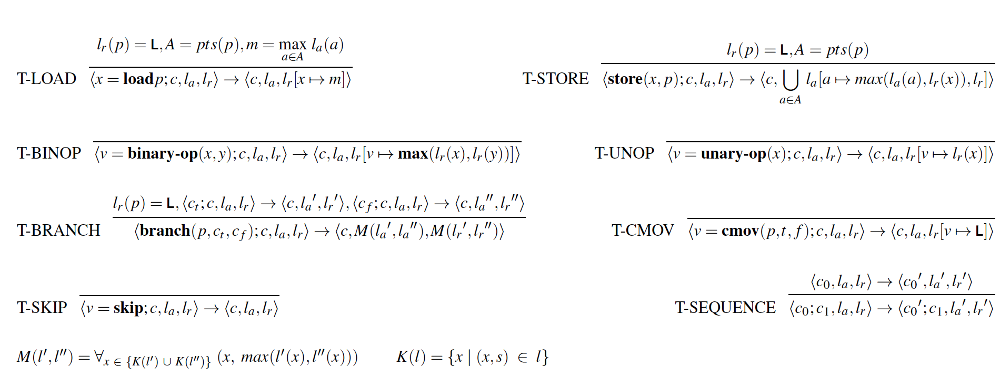 l_r(p) = L, A = pts(p), m = max_{a∈A} l_a(a)
T-LOAD ⟨x = load p; c, l_a, l_r⟩ → ⟨c, l_a, l_r[x ↦ m]⟩
l_r(p) = L, A = pts(p)
T-STORE ⟨store(x, p); c, l_a, l_r⟩ → ⟨c, ⋃_{a∈A} l_a[a ↦ max(l_a(a), l_r(x)), l_r]⟩
T-BINOP ⟨v = binary-op(x, y); c, l_a, l_r⟩ → ⟨c, l_a, l_r[v ↦ max(l_r(x), l_r(y))]⟩
T-UNOP ⟨v = unary-op(x); c, l_a, l_r⟩ → ⟨c, l_a, l_r[v ↦ l_r(x)]⟩
l_r(p) = L, ⟨c_t; c, l_a, l_r⟩ → ⟨c, l_a′, l_r′⟩, ⟨c_f; c, l_a, l_r⟩ → ⟨c, l_a″, l_r″⟩
T-BRANCH ⟨branch(p, c_t, c_f); c, l_a, l_r⟩ → ⟨c, M(l_a′, l_a″), M(l_r′, l_r″)⟩
T-CMOV ⟨v = cmov(p, t, f); c, l_a, l_r⟩ → ⟨c, l_a, l_r[v ↦ L]⟩
T-SKIP ⟨v = skip; c, l_a, l_r⟩ → ⟨c, l_a, l_r⟩
⟨c_0, l_a, l_r⟩ → ⟨c_0′, l_a′, l_r′⟩
T-SEQUENCE ⟨c_0; c_1, l_a, l_r⟩ → ⟨c_0′; c_1, l_a′, l_r′⟩
M(l′, l″) = ∀_{x ∈ {K(l′) ∪ K(l″)}} (x, max(l′(x), l″(x))) K(l) = {x | (x, s) ∈ l}